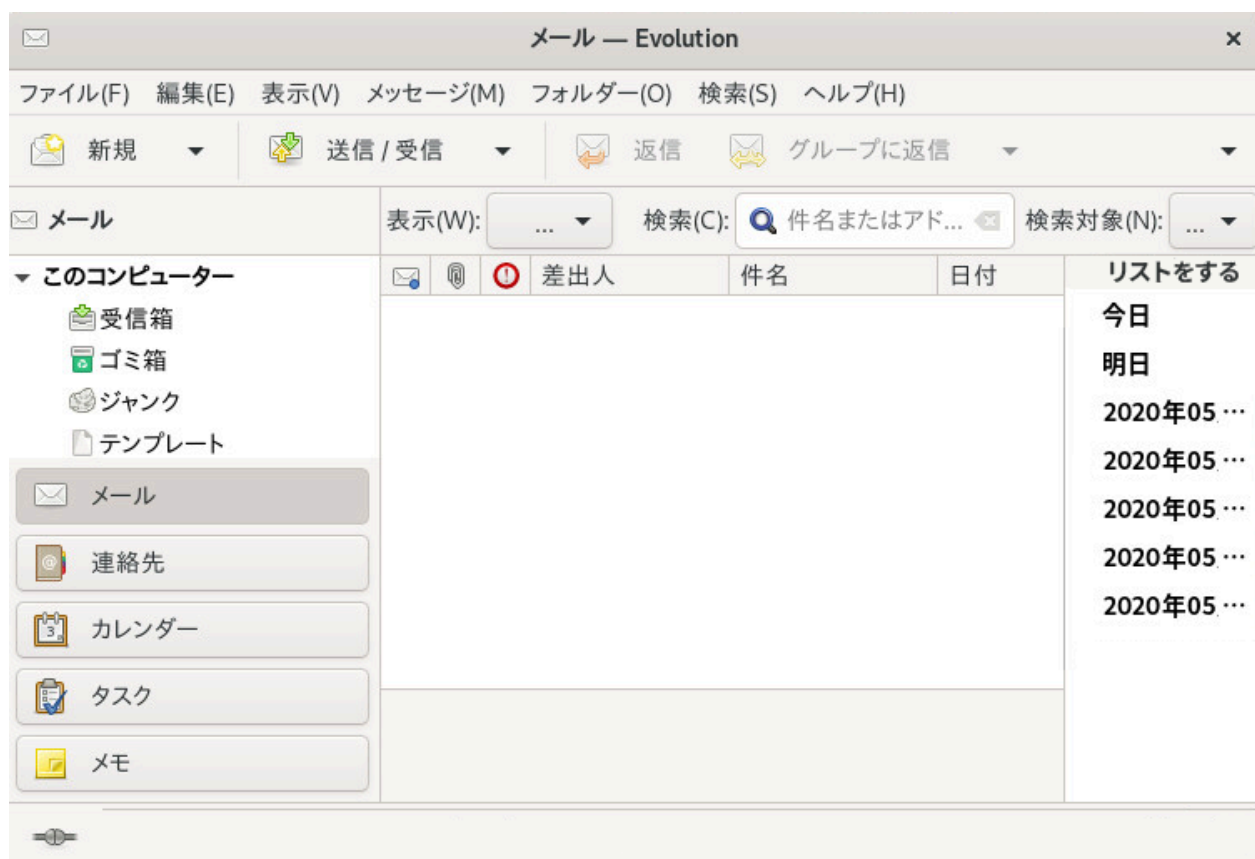 メール — Evolution
ファイル(F) 編集(E) 表示(V) メッセージ(M) フォルダー(O) 検索(S) ヘルプ(H)
新規 送信 / 受信 返信 グループに返信
メール 表示(W): ... 検索(C): 件名またはアド... 検索対象(N): ...
このコンピューター
受信箱
ゴミ箱
ジャンク
テンプレート
メール
連絡先
カレンダー
タスク
メモ
差出人 件名 日付
リストをする
今日
明日
2020年05…
2020年05…
2020年05…
2020年05…
2020年05…